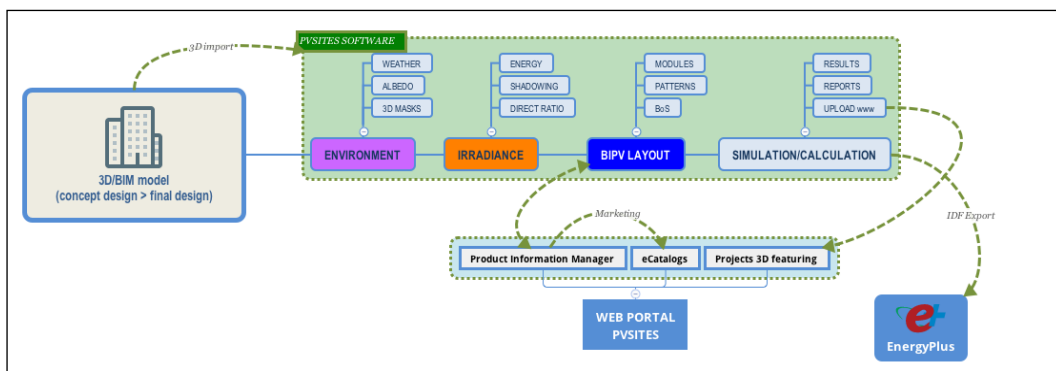 3D import
PVSITES SOFTWARE
WEATHER
ALBEDO
3D MASKS
ENERGY
SHADOWING
DIRECT RATIO
MODULES
PATTERNS
BoS
RESULTS
REPORTS
UPLOAD www
ENVIRONMENT
IRRADIANCE
BIPV LAYOUT
SIMULATION/CALCULATION
3D/BIM model
(concept design > final design)
Marketing
IDF Export
Product Information Manager
eCatalogs
Projects 3D featuring
WEB PORTAL
PVSITES
e+
EnergyPlus